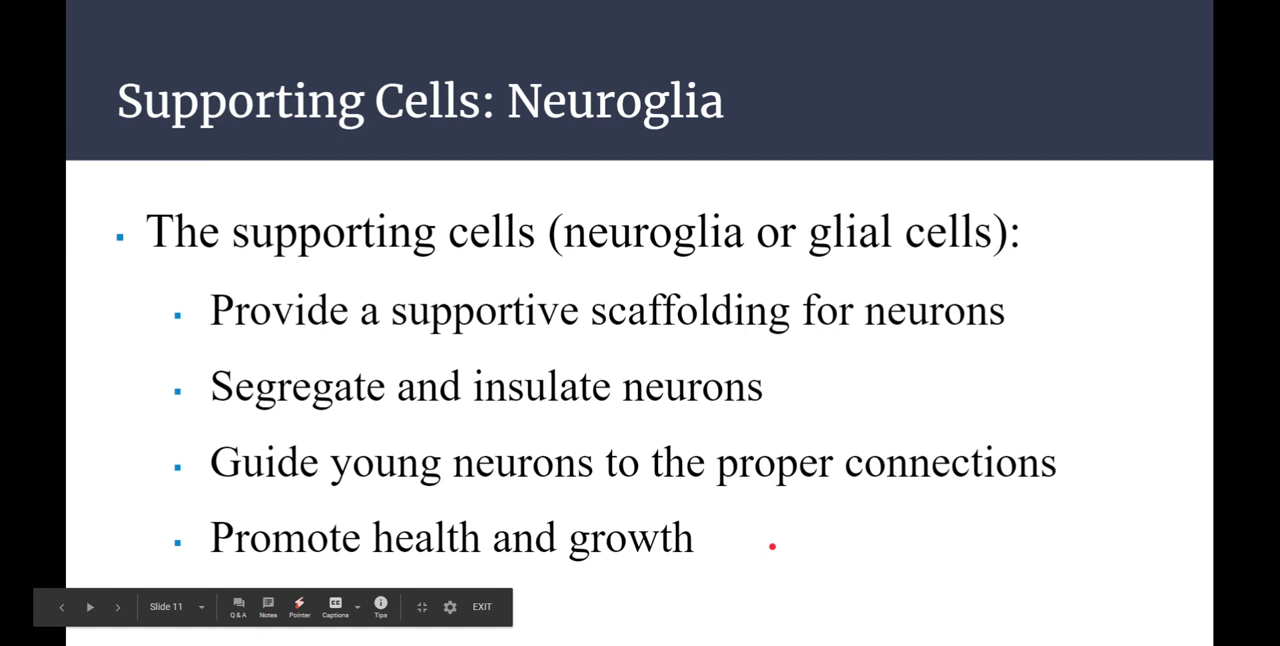 Supporting Cells: Neuroglia
The supporting cells (neuroglia or glial cells):
Provide a supportive scaffolding for neurons
Segregate and insulate neurons
Guide young neurons to the proper connections
Promote health and growth
Slide 11
Q&A
Notes
Pointer
CC
Captions
Tips
EXIT